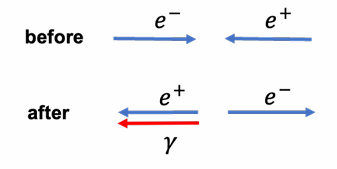 e⁻ e⁺
before
e⁺ e⁻
after
γ